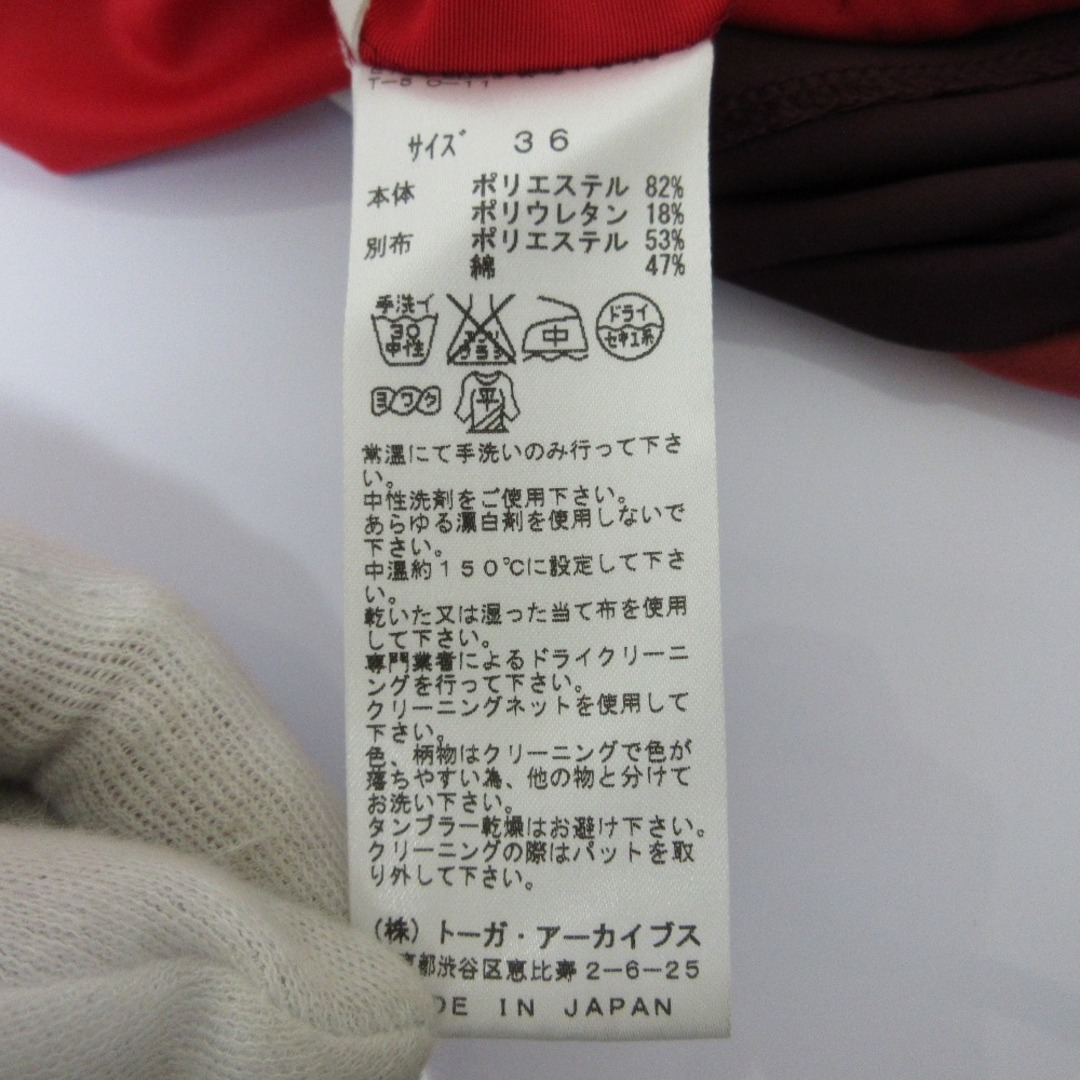 T-50-11
サイズ 36
本体 ポリエステル 82%
ポリウレタン 18%
別布 ポリエステル 53%
綿 47%
手洗イ
30
中性
中
ドライ
セキユ系
ヨワク
平
常温にて手洗いのみ行って下さ
い。
中性洗剤をご使用下さい。
あらゆる漂白剤を使用しないで
下さい。
中温約150℃に設定して下さ
い。
乾いた又は湿った当て布を使用
して下さい。
専門業者によるドライクリーニ
ングを行って下さい。
クリーニングネットを使用して
下さい。
色、柄物はクリーニングで色が
落ちやすい為、他の物と分けて
お洗い下さい。
タンブラー乾燥はお避け下さい。
クリーニングの際はパットを取
り外して下さい。
(株)トーガ・アーカイブス
京都渋谷区恵比寿2-6-25
DE IN JAPAN